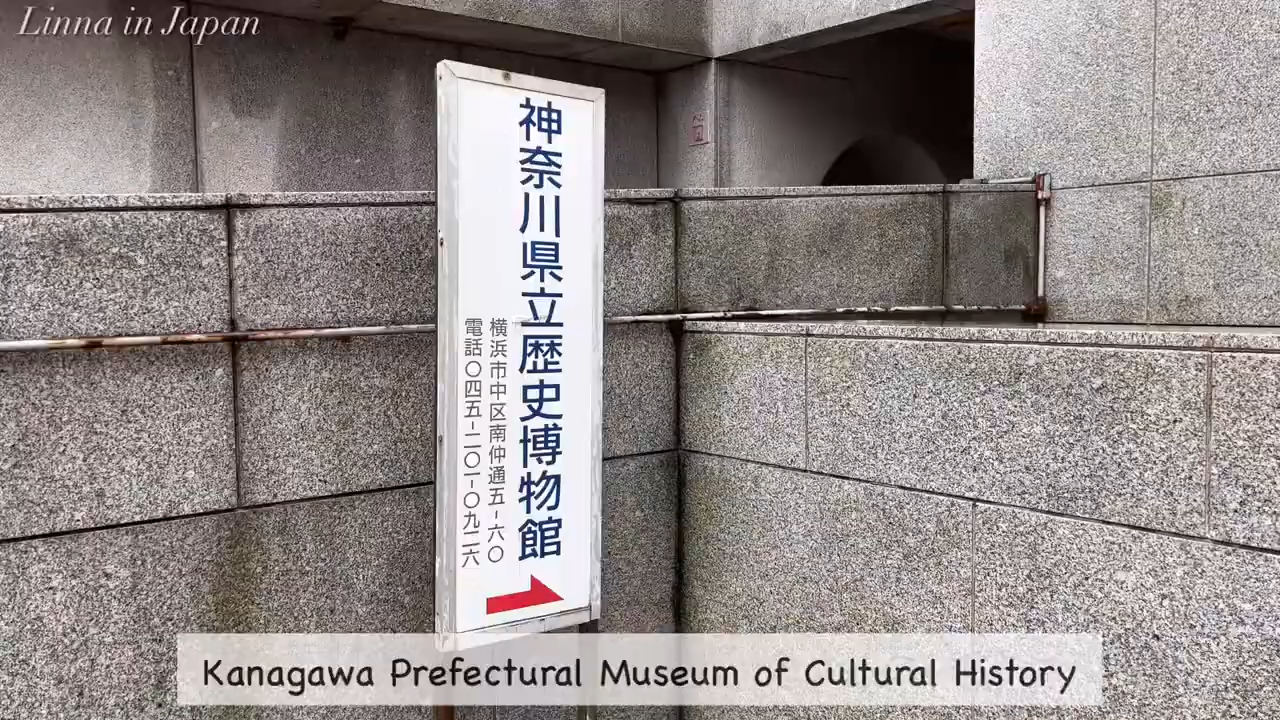 Linna in Japan
神奈川県立歴史博物館
横浜市中区南仲通五-六〇
電話〇四五-二〇一-〇九二六
Kanagawa Prefectural Museum of Cultural History